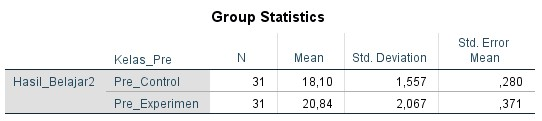 Group Statistics
Kelas_Pre N Mean Std. Deviation Std. Error Mean
Hasil_Belajar2 Pre_Control 31 18,10 1,557 ,280
Pre_Experimen 31 20,84 2,067 ,371